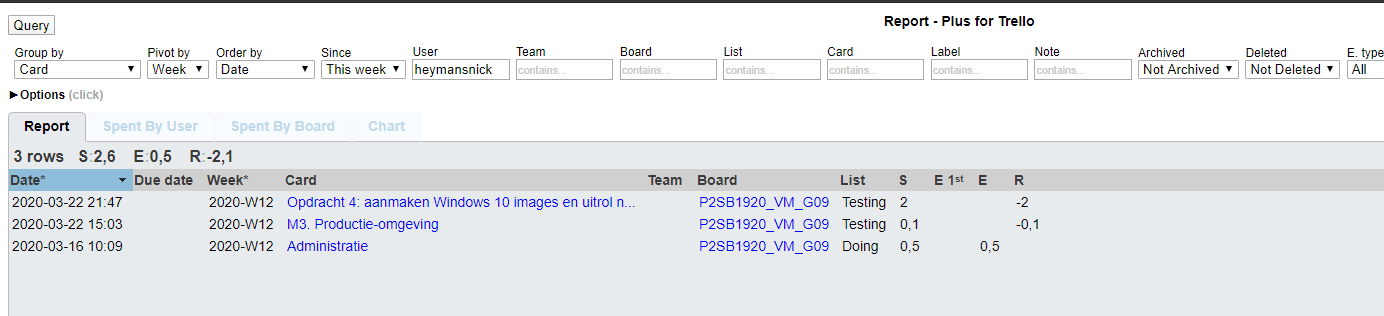 Query
Report - Plus for Trello
Group by Pivot by Order by Since User Team Board List Card Label Note Archived Deleted E. type
Card Week Date This week heymansnick contains... contains... contains... contains... contains... contains... Not Archived Not Deleted All
Options (click)
Report Spent By User Spent By Board Chart
3 rows S:2,6 E:0,5 R:-2,1
Date* Due date Week* Card Team Board List S E 1st E R
2020-03-22 21:47 2020-W12 Opdracht 4: aanmaken Windows 10 images en uitrol n... P2SB1920_VM_G09 Testing 2 -2
2020-03-22 15:03 2020-W12 M3. Productie-omgeving P2SB1920_VM_G09 Testing 0,1 -0,1
2020-03-16 10:09 2020-W12 Administratie P2SB1920_VM_G09 Doing 0,5 0,5